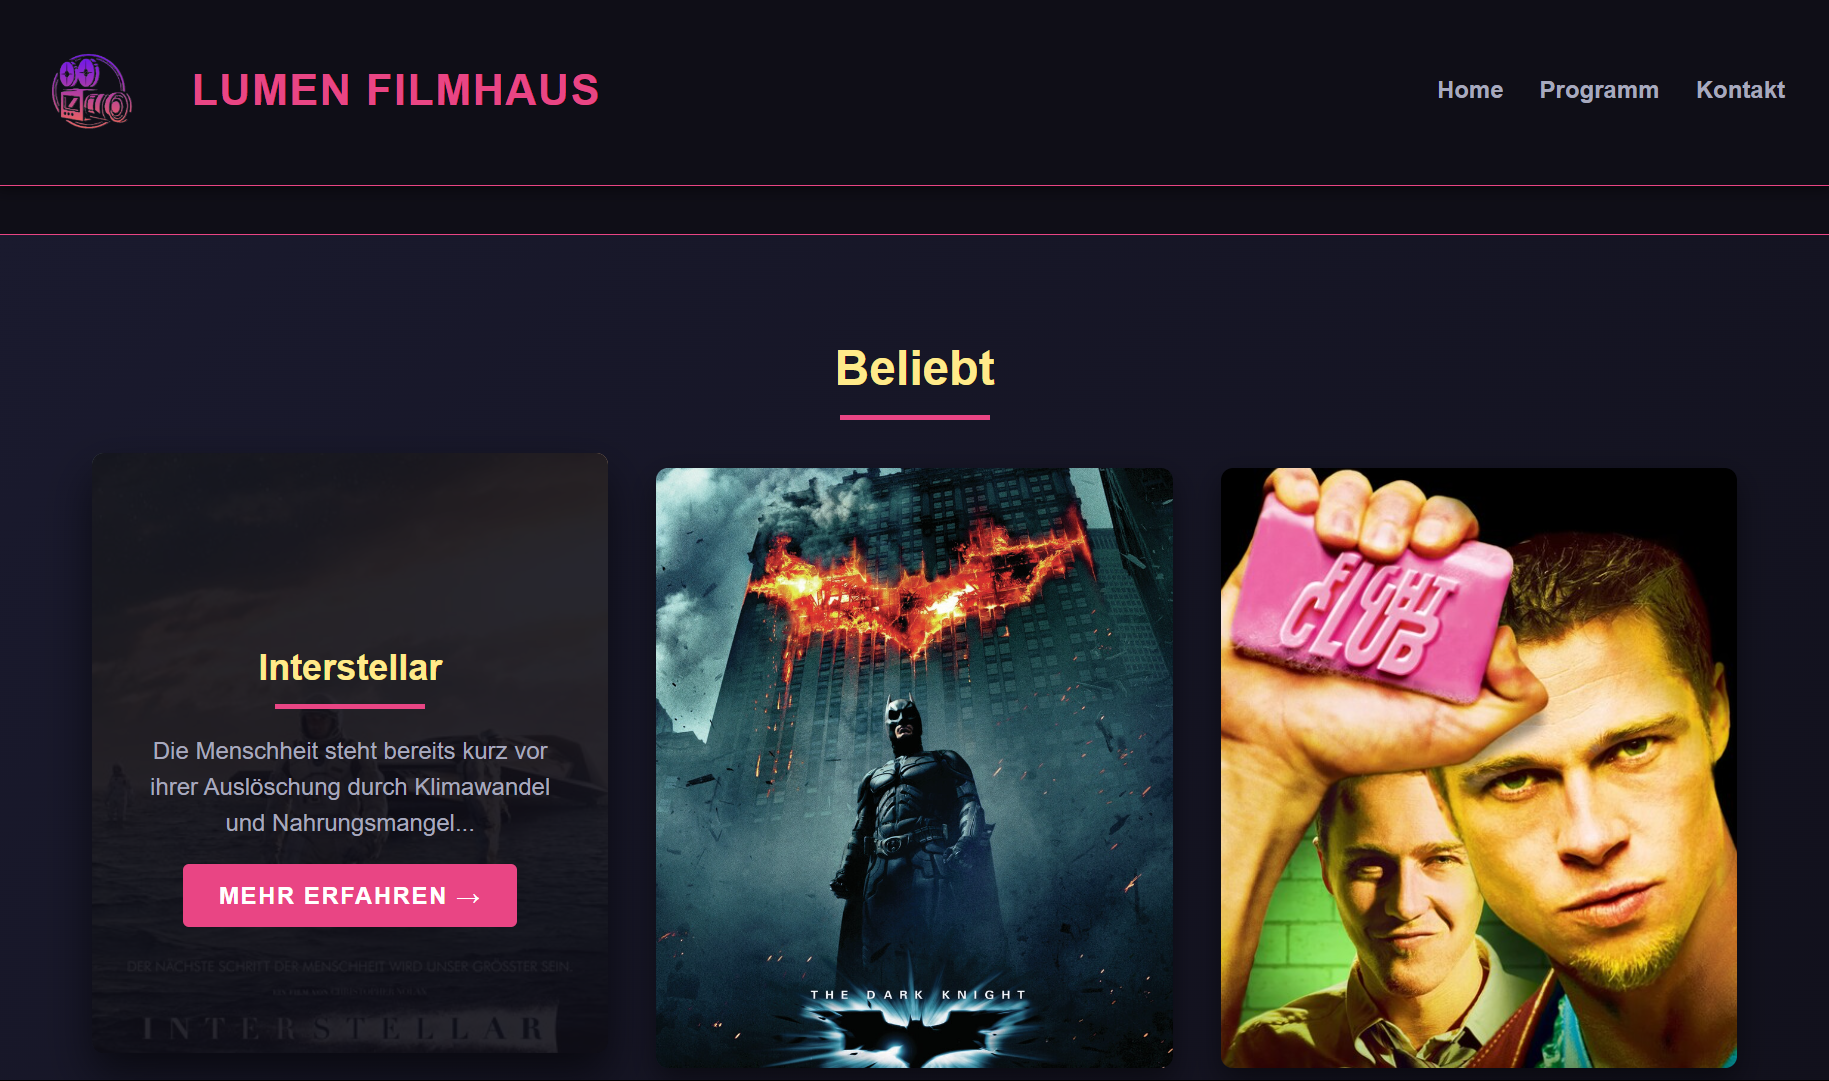 LUMEN FILMHAUS
Home Programm Kontakt
Beliebt
Interstellar
Die Menschheit steht bereits kurz vor
ihrer Auslöschung durch Klimawandel
und Nahrungsmangel...
MEHR ERFAHREN →
DER NÄCHSTE SCHRITT DER MENSCHHEIT WIRD UNSER GRÖSSTER SEIN.
INTERSTELLAR
THE DARK KNIGHT
FIGHT
CLUB